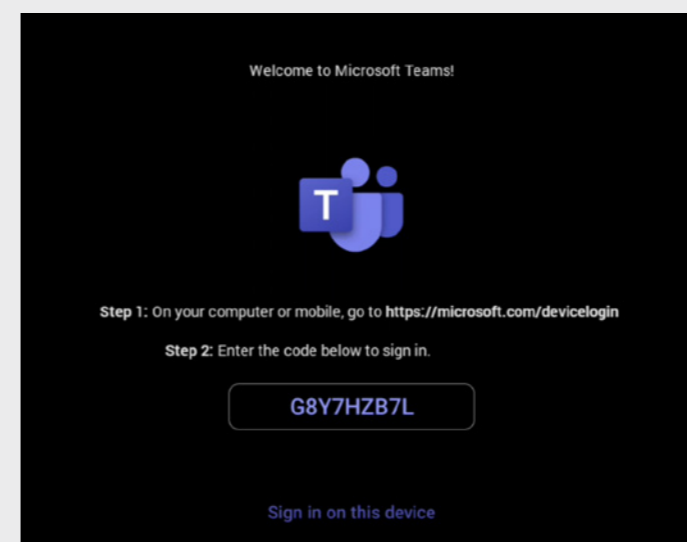 Welcome to Microsoft Teams!
T
Step 1: On your computer or mobile, go to https://microsoft.com/devicelogin
Step 2: Enter the code below to sign in.
G8Y7HZB7L
Sign in on this device